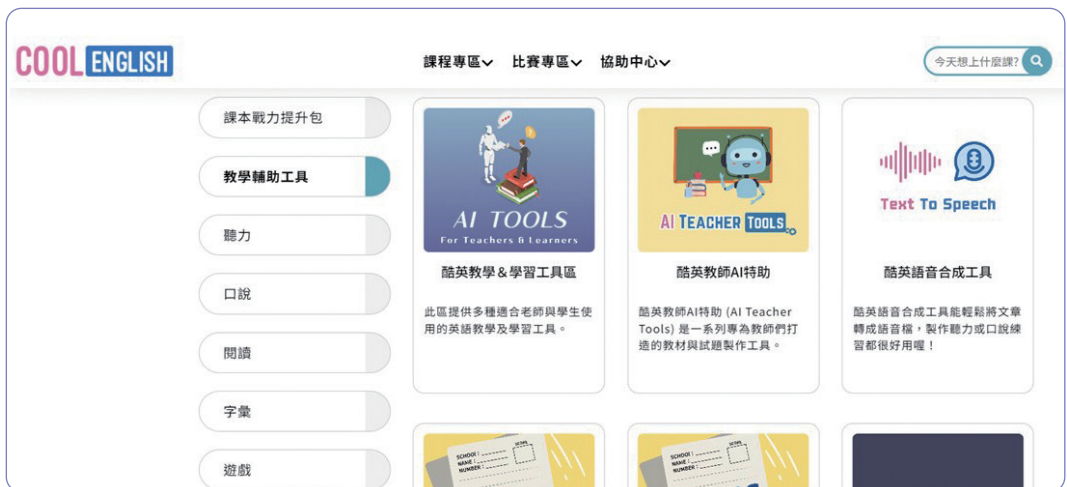 COOL ENGLISH
課程專區 比賽專區 協助中心
今天想上什麼課?
課本戰力提升包
教學輔助工具
聽力
口說
閱讀
字彙
遊戲
AI TOOLS
For Teachers & Learners
酷英教學&學習工具區
此區提供多種適合老師與學生使
用的英語教學及學習工具。
AI TEACHER TOOLS
酷英教師AI特助
酷英教師AI特助 (AI Teacher
Tools) 是一系列專為教師們打
造的教材與試題製作工具。
Text To Speech
酷英語音合成工具
酷英語音合成工具能輕鬆將文章
轉成語音檔，製作聽力或口說練
習都很好用喔！
SCHOOL:
NAME:
NUMBER:
SCHOOL:
NAME:
NUMBER: